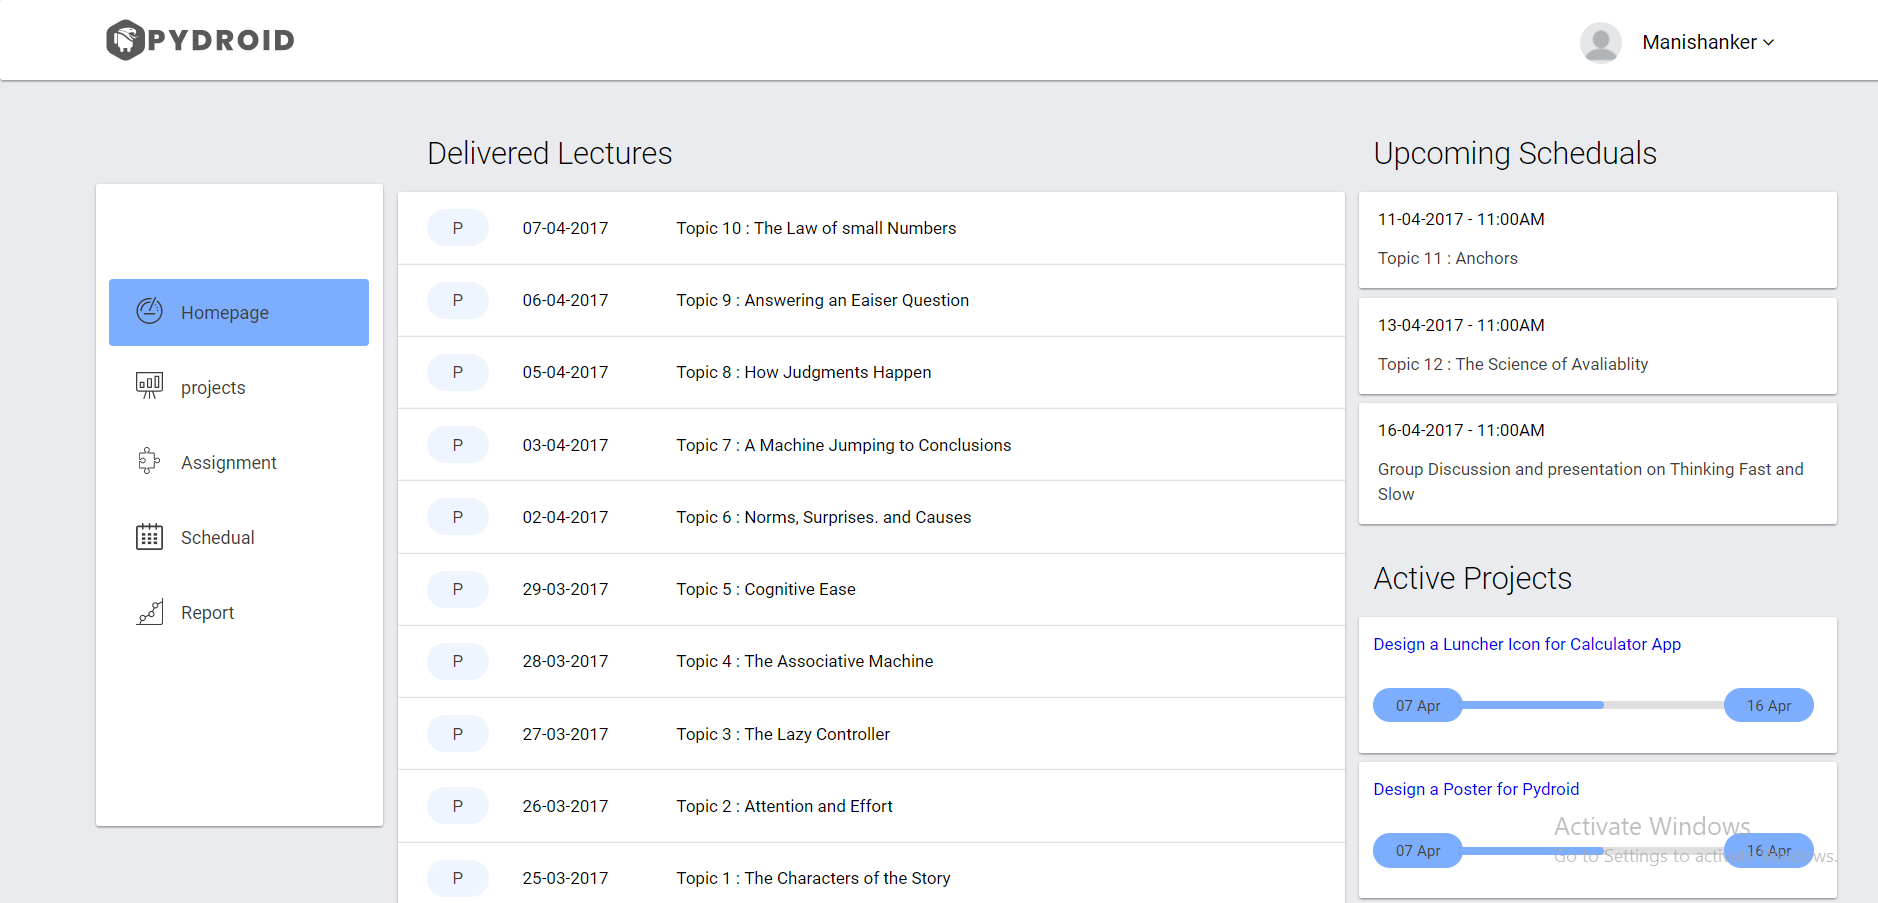 PYDROID
Manishanker
Homepage
projects
Assignment
Schedual
Report
Delivered Lectures
P 07-04-2017 Topic 10 : The Law of small Numbers
P 06-04-2017 Topic 9 : Answering an Eaiser Question
P 05-04-2017 Topic 8 : How Judgments Happen
P 03-04-2017 Topic 7 : A Machine Jumping to Conclusions
P 02-04-2017 Topic 6 : Norms, Surprises. and Causes
P 29-03-2017 Topic 5 : Cognitive Ease
P 28-03-2017 Topic 4 : The Associative Machine
P 27-03-2017 Topic 3 : The Lazy Controller
P 26-03-2017 Topic 2 : Attention and Effort
P 25-03-2017 Topic 1 : The Characters of the Story
Upcoming Scheduals
11-04-2017 - 11:00AM
Topic 11 : Anchors
13-04-2017 - 11:00AM
Topic 12 : The Science of Avaliablity
16-04-2017 - 11:00AM
Group Discussion and presentation on Thinking Fast and
Slow
Active Projects
Design a Luncher Icon for Calculator App
07 Apr 16 Apr
Design a Poster for Pydroid
Activate Windows
07 Apr 16 Apr
Go to Settings to